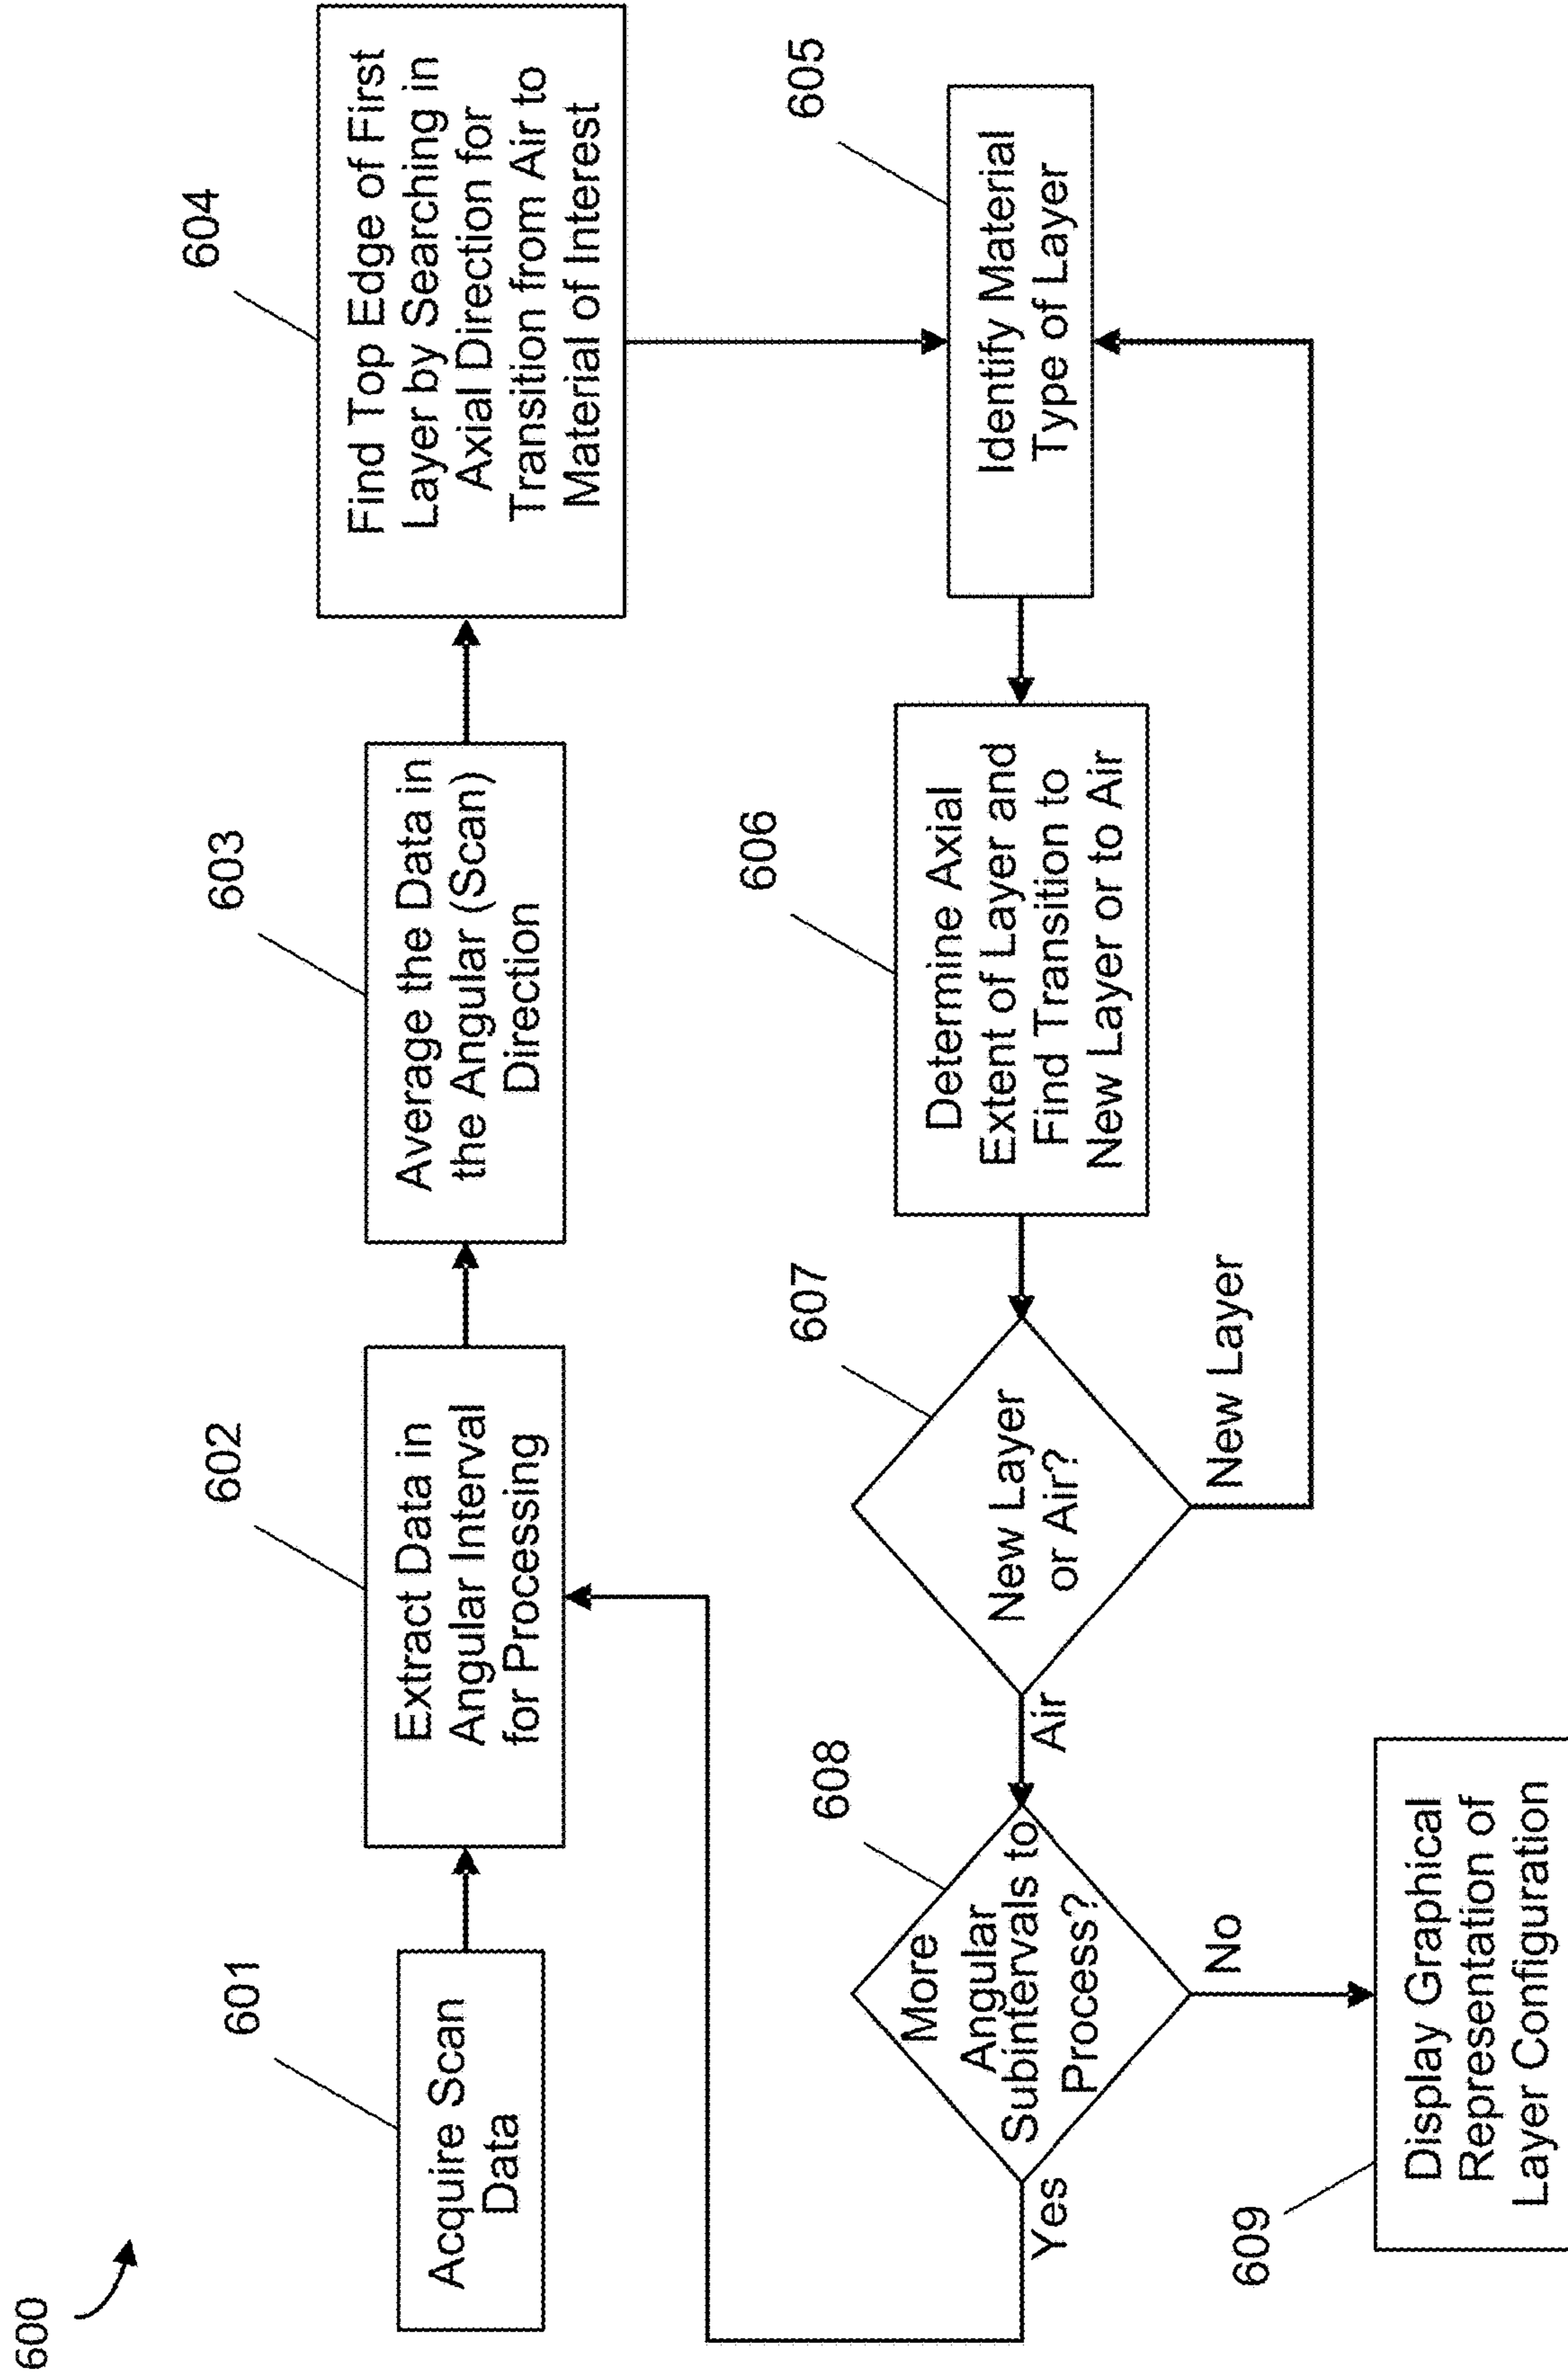 600
601
Acquire Scan
Data
602
Extract Data in
Angular Interval
for Processing
603
Average the Data in
the Angular (Scan)
Direction
604
Find Top Edge of First
Layer by Searching in
Axial Direction for
Transition from Air to
Material of Interest
605
Identify Material
Type of Layer
606
Determine Axial
Extent of Layer and
Find Transition to
New Layer or to Air
607
New Layer
or Air?
New Layer
Air
608
More
Angular
Subintervals to
Process?
Yes
No
609
Display Graphical
Representation of
Layer Configuration